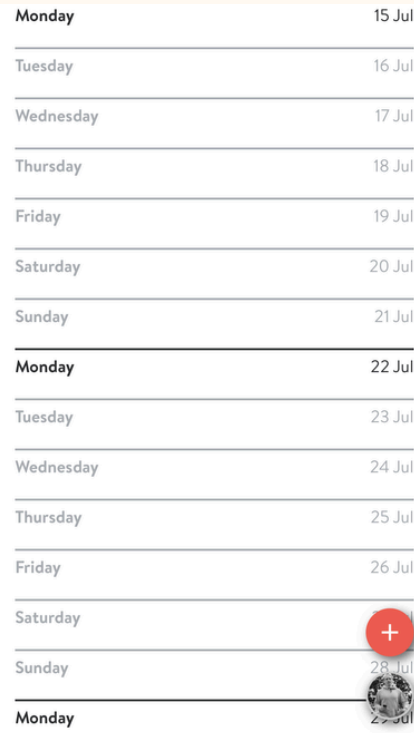 Monday 15 Jul
Tuesday 16 Jul
Wednesday 17 Jul
Thursday 18 Jul
Friday 19 Jul
Saturday 20 Jul
Sunday 21 Jul
Monday 22 Jul
Tuesday 23 Jul
Wednesday 24 Jul
Thursday 25 Jul
Friday 26 Jul
Saturday
+
Sunday 28 Jul
Monday 29 Jul